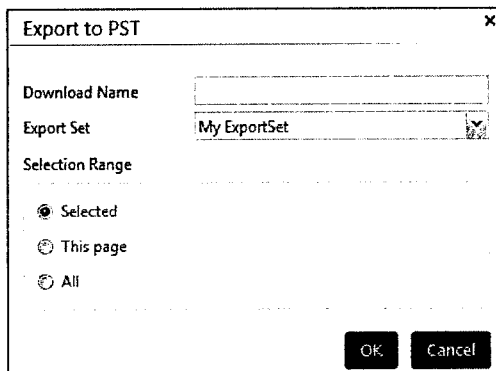 Export to PST
×
Download Name
Export Set My ExportSet
Selection Range
Selected
This page
All
OK Cancel